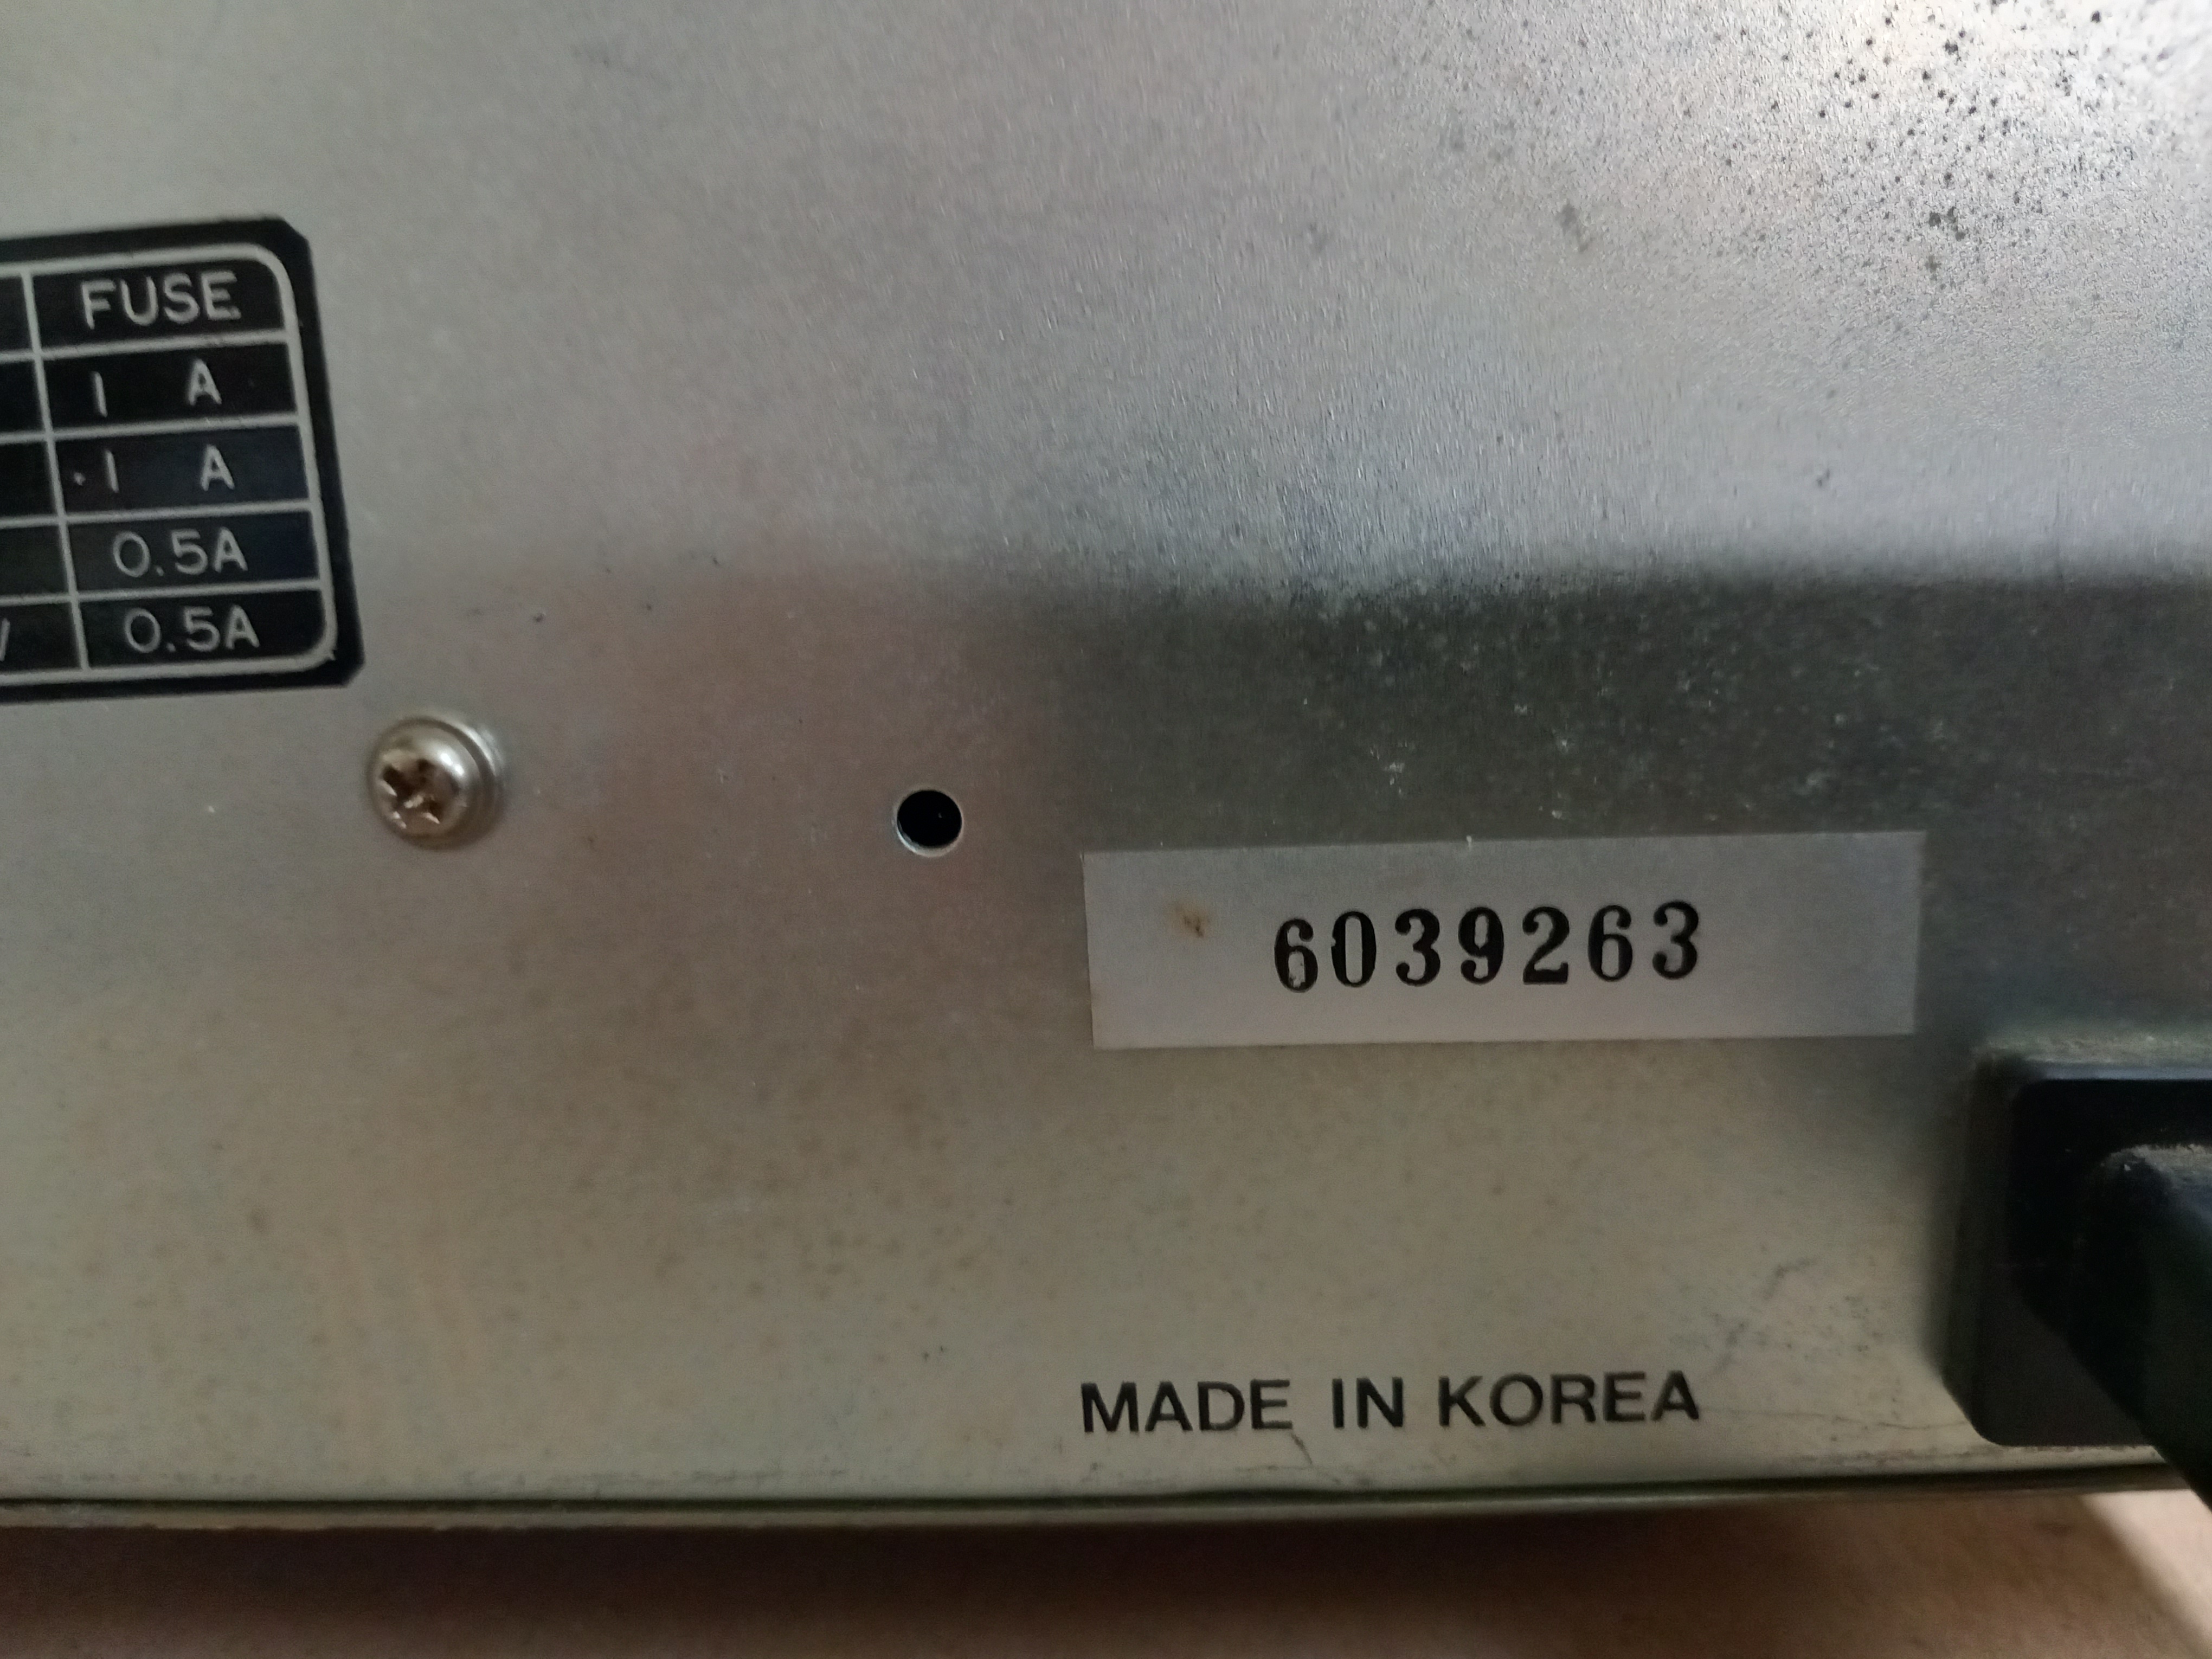 FUSE
1 A
1 A
0.5A
0.5A
6039263
MADE IN KOREA